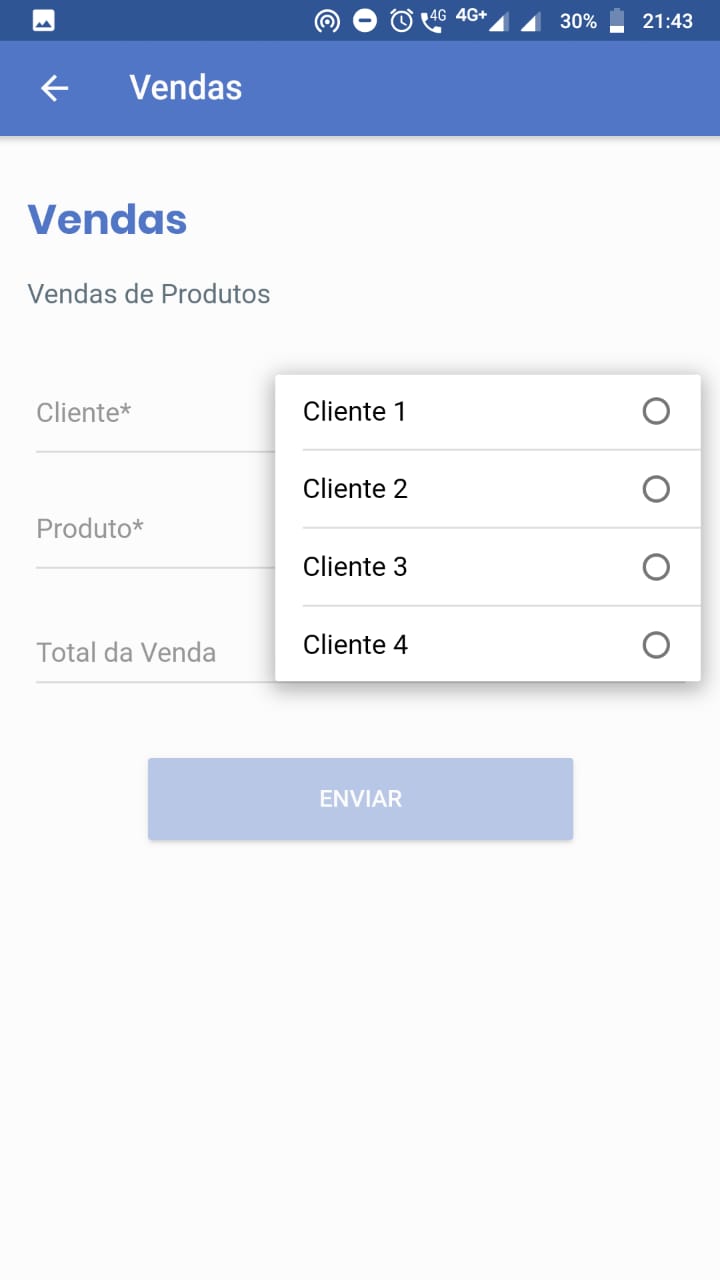 4G 4G+ 30% 21:43
Vendas
Vendas
Vendas de Produtos
Cliente*
Cliente 1
Cliente 2
Produto*
Cliente 3
Total da Venda
Cliente 4
ENVIAR